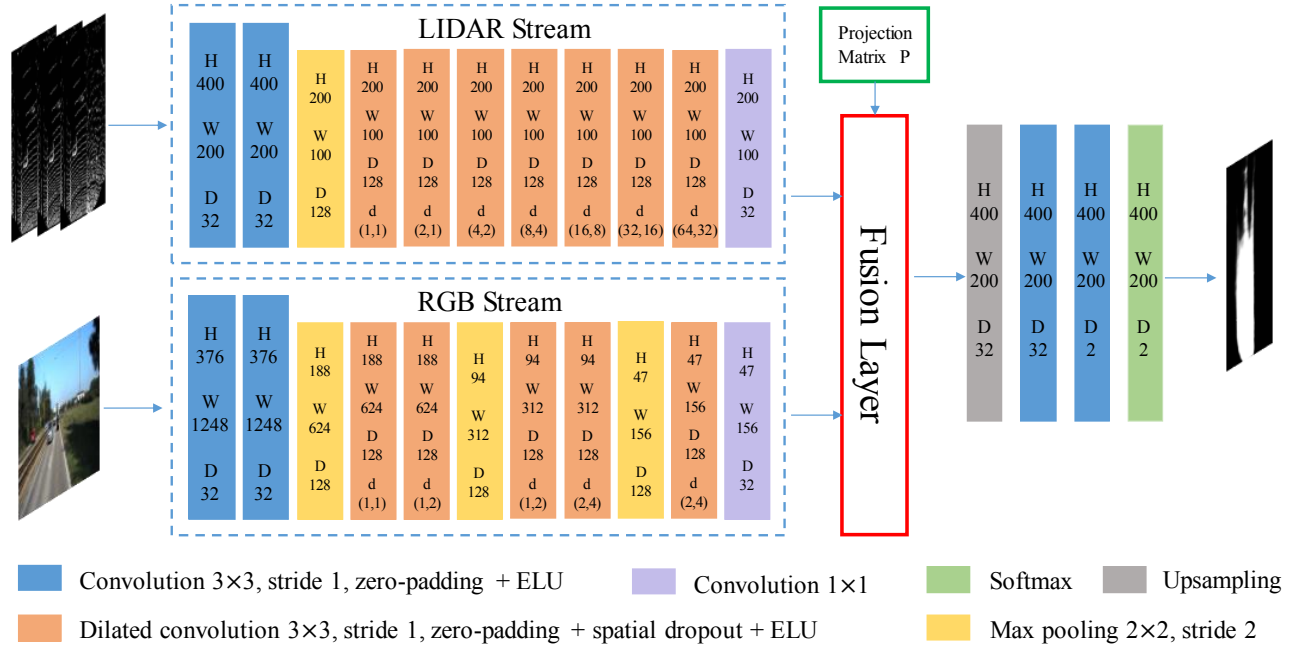 LIDAR Stream
H
400
W
200
D
32
H
400
W
200
D
32
H
200
W
100
D
128
H
200
W
100
D
128
d
(1,1)
H
200
W
100
D
128
d
(2,1)
H
200
W
100
D
128
d
(4,2)
H
200
W
100
D
128
d
(8,4)
H
200
W
100
D
128
d
(16,8)
H
200
W
100
D
128
d
(32,16)
H
200
W
100
D
128
d
(64,32)
H
200
W
100
D
32
RGB Stream
H
376
W
1248
D
32
H
376
W
1248
D
32
H
188
W
624
D
128
H
188
W
624
D
128
d
(1,1)
H
188
W
624
D
128
d
(1,2)
H
94
W
312
D
128
H
94
W
312
D
128
d
(1,2)
H
94
W
312
D
128
d
(2,4)
H
47
W
156
D
128
H
47
W
156
D
128
d
(2,4)
H
47
W
156
D
32
Projection
Matrix P
Fusion Layer
H
400
W
200
D
32
H
400
W
200
D
32
H
400
W
200
D
2
H
400
W
200
D
2
Convolution 3×3, stride 1, zero-padding + ELU
Convolution 1×1
Softmax
Upsampling
Dilated convolution 3×3, stride 1, zero-padding + spatial dropout + ELU
Max pooling 2×2, stride 2